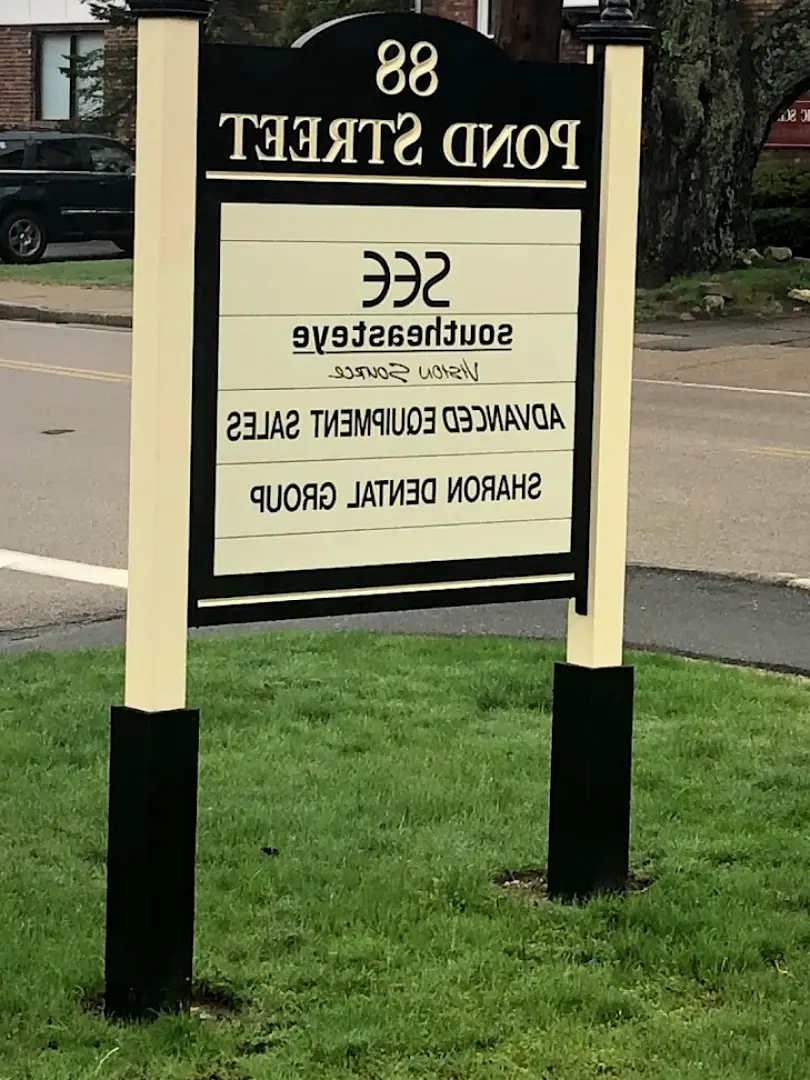 88
POND STREET
SEE
southeasteye
Vision Source
ADVANCED EQUIPMENT SALES
SHARON DENTAL GROUP